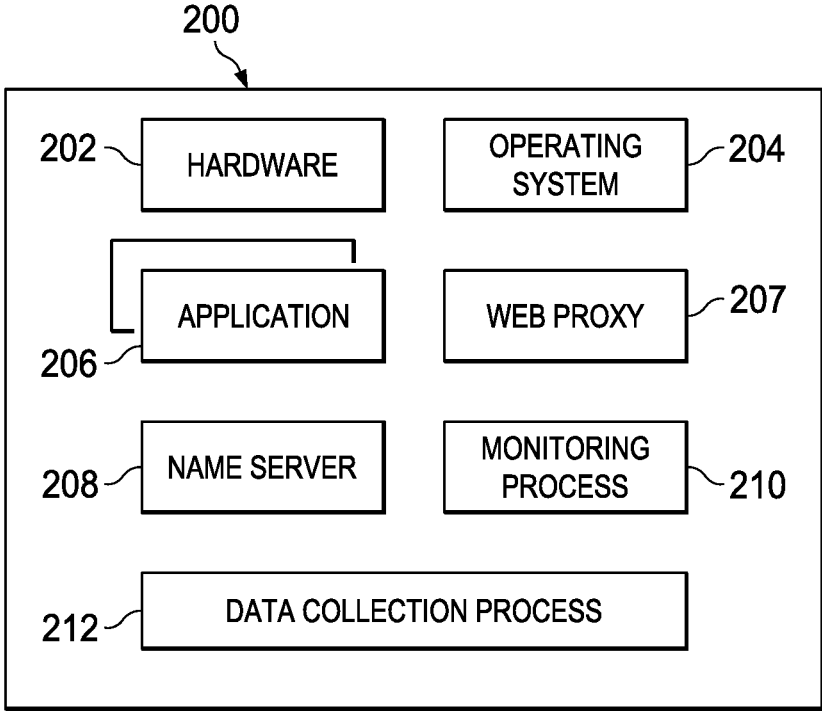 200
202
HARDWARE
OPERATING
SYSTEM
204
APPLICATION
206
WEB PROXY
207
208
NAME SERVER
MONITORING
PROCESS
210
212
DATA COLLECTION PROCESS